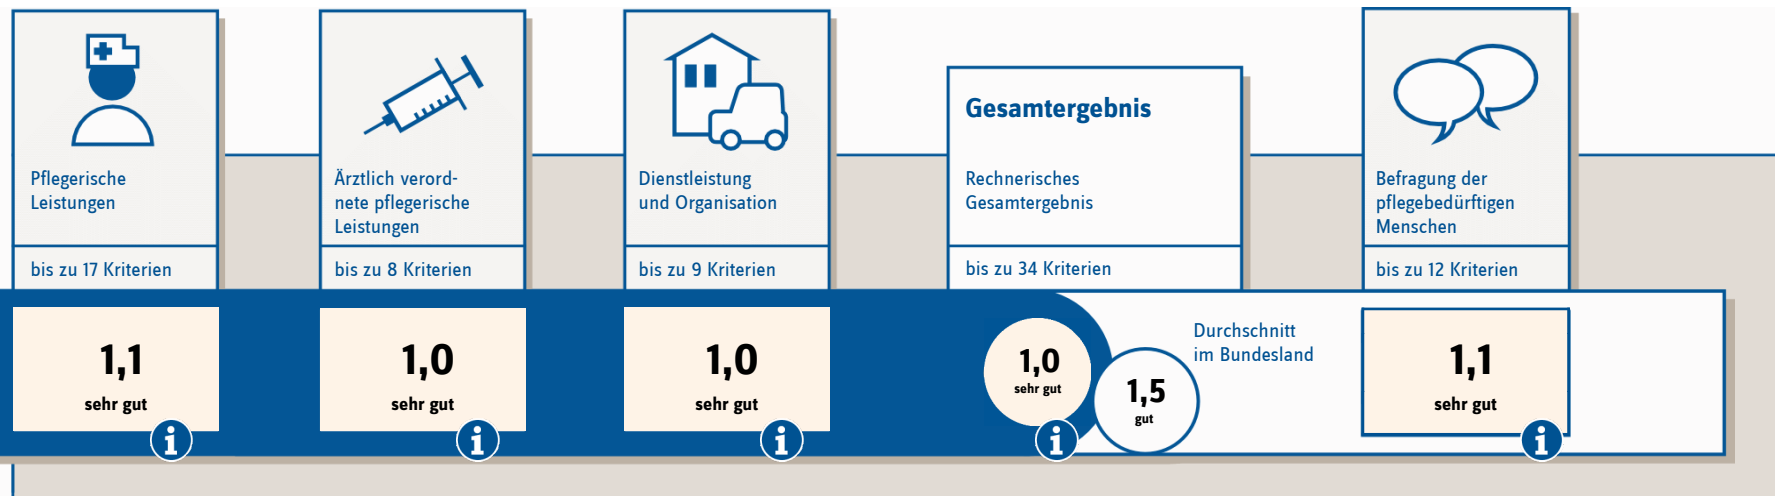 Pflegerische
Leistungen
bis zu 17 Kriterien
1,1
sehr gut
Ärztlich verord-
nete pflegerische
Leistungen
bis zu 8 Kriterien
1,0
sehr gut
Dienstleistung
und Organisation
bis zu 9 Kriterien
1,0
sehr gut
Gesamtergebnis
Rechnerisches
Gesamtergebnis
bis zu 34 Kriterien
1,0
sehr gut
1,5
gut
Durchschnitt
im Bundesland
Befragung der
pflegebedürftigen
Menschen
bis zu 12 Kriterien
1,1
sehr gut